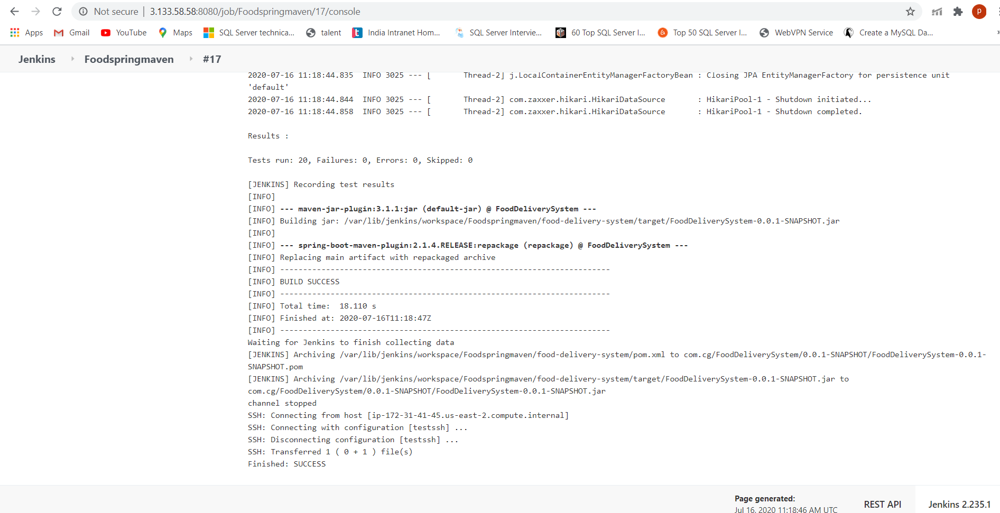 Not secure | 3.133.58.58:8080/job/Foodspringmaven/17/console
P
Apps Gmail YouTube Maps SQL Server technica... talent India Intranet Hom... SQL Server Intervie... 60 Top SQL Server I... Top 50 SQL Server I... WebVPN Service Create a MySQL Da... »
Jenkins Foodspringmaven #17
2020-07-16 11:18:44.835  INFO 3025 --- [       Thread-2] j.LocalContainerEntityManagerFactoryBean : Closing JPA EntityManagerFactory for persistence unit
'default'
2020-07-16 11:18:44.844  INFO 3025 --- [       Thread-2] com.zaxxer.hikari.HikariDataSource       : HikariPool-1 - Shutdown initiated...
2020-07-16 11:18:44.858  INFO 3025 --- [       Thread-2] com.zaxxer.hikari.HikariDataSource       : HikariPool-1 - Shutdown completed.
Results :
Tests run: 20, Failures: 0, Errors: 0, Skipped: 0
[JENKINS] Recording test results
[INFO]
[INFO] --- maven-jar-plugin:3.1.1:jar (default-jar) @ FoodDeliverySystem ---
[INFO] Building jar: /var/lib/jenkins/workspace/Foodspringmaven/food-delivery-system/target/FoodDeliverySystem-0.0.1-SNAPSHOT.jar
[INFO]
[INFO] --- spring-boot-maven-plugin:2.1.4.RELEASE:repackage (repackage) @ FoodDeliverySystem ---
[INFO] Replacing main artifact with repackaged archive
[INFO] ------------------------------------------------------------------------
[INFO] BUILD SUCCESS
[INFO] ------------------------------------------------------------------------
[INFO] Total time:  18.110 s
[INFO] Finished at: 2020-07-16T11:18:47Z
[INFO] ------------------------------------------------------------------------
Waiting for Jenkins to finish collecting data
[JENKINS] Archiving /var/lib/jenkins/workspace/Foodspringmaven/food-delivery-system/pom.xml to com.cg/FoodDeliverySystem/0.0.1-SNAPSHOT/FoodDeliverySystem-0.0.1-
SNAPSHOT.pom
[JENKINS] Archiving /var/lib/jenkins/workspace/Foodspringmaven/food-delivery-system/target/FoodDeliverySystem-0.0.1-SNAPSHOT.jar to
com.cg/FoodDeliverySystem/0.0.1-SNAPSHOT/FoodDeliverySystem-0.0.1-SNAPSHOT.jar
channel stopped
SSH: Connecting from host [ip-172-31-41-45.us-east-2.compute.internal]
SSH: Connecting with configuration [testssh] ...
SSH: Disconnecting configuration [testssh] ...
SSH: Transferred 1 ( 0 + 1 ) file(s)
Finished: SUCCESS
Page generated:
Jul 16, 2020 11:18:46 AM UTC
REST API
Jenkins 2.235.1